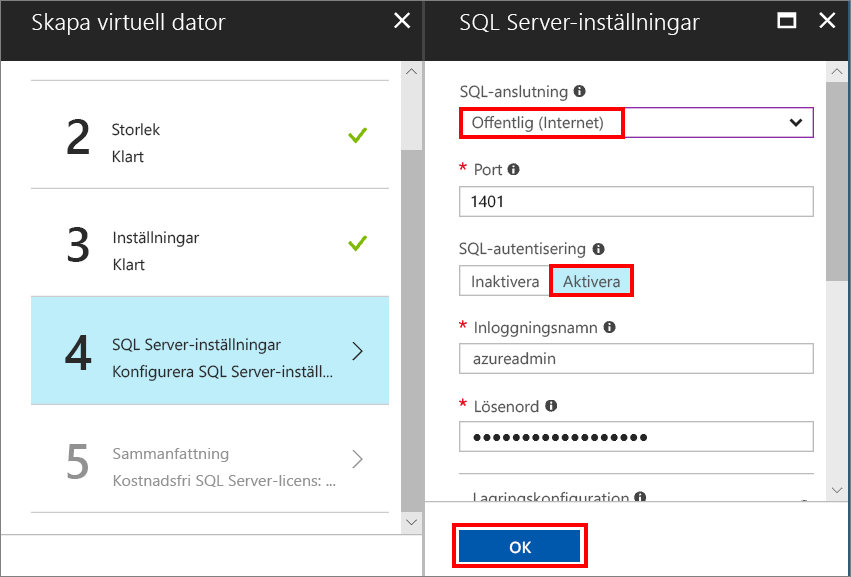 Skapa virtuell dator
2
Storlek
Klart
3
Inställningar
Klart
4
SQL Server-inställningar
Konfigurera SQL Server-inställ...
5
Sammanfattning
Kostnadsfri SQL Server-licens: ...
SQL Server-inställningar
SQL-anslutning
Offentlig (Internet)
* Port
1401
SQL-autentisering
Inaktivera Aktivera
* Inloggningsnamn
azureadmin
* Lösenord
••••••••••••••••••
Lagringskonfiguration
OK